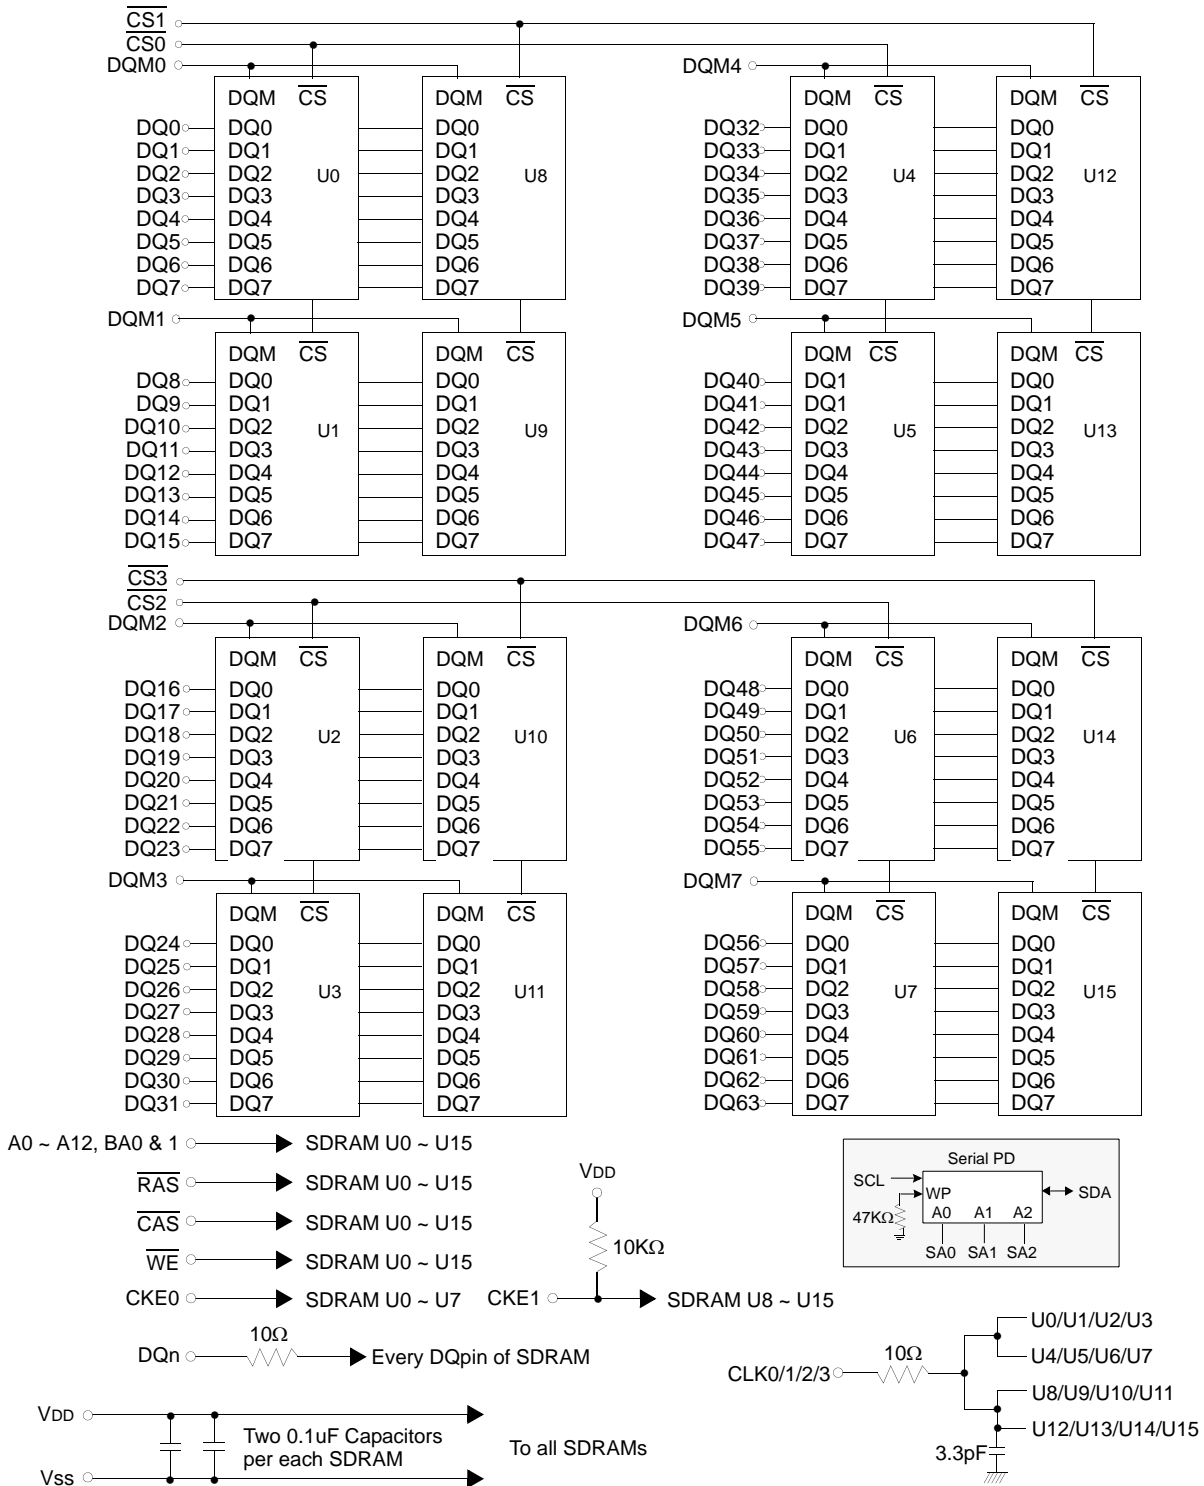 CS1
CS0
DQM0 DQM4
DQM CS DQM CS DQM CS DQM CS
DQ0 DQ0 DQ0 DQ32 DQ0 DQ0
DQ1 DQ1 DQ1 DQ33 DQ1 DQ1
DQ2 DQ2 U0 DQ2 U8 DQ34 DQ2 U4 DQ2 U12
DQ3 DQ3 DQ3 DQ35 DQ3 DQ3
DQ4 DQ4 DQ4 DQ36 DQ4 DQ4
DQ5 DQ5 DQ5 DQ37 DQ5 DQ5
DQ6 DQ6 DQ6 DQ38 DQ6 DQ6
DQ7 DQ7 DQ7 DQ39 DQ7 DQ7
DQM1 DQM5
DQM CS DQM CS DQM CS DQM CS
DQ8 DQ0 DQ0 DQ40 DQ1 DQ0
DQ9 DQ1 DQ1 DQ41 DQ1 DQ1
DQ10 DQ2 U1 DQ2 U9 DQ42 DQ2 U5 DQ2 U13
DQ11 DQ3 DQ3 DQ43 DQ3 DQ3
DQ12 DQ4 DQ4 DQ44 DQ4 DQ4
DQ13 DQ5 DQ5 DQ45 DQ5 DQ5
DQ14 DQ6 DQ6 DQ46 DQ6 DQ6
DQ15 DQ7 DQ7 DQ47 DQ7 DQ7
CS3
CS2
DQM2 DQM6
DQM CS DQM CS DQM CS DQM CS
DQ16 DQ0 DQ0 DQ48 DQ0 DQ0
DQ17 DQ1 DQ1 DQ49 DQ1 DQ1
DQ18 DQ2 U2 DQ2 U10 DQ50 DQ2 U6 DQ2 U14
DQ19 DQ3 DQ3 DQ51 DQ3 DQ3
DQ20 DQ4 DQ4 DQ52 DQ4 DQ4
DQ21 DQ5 DQ5 DQ53 DQ5 DQ5
DQ22 DQ6 DQ6 DQ54 DQ6 DQ6
DQ23 DQ7 DQ7 DQ55 DQ7 DQ7
DQM3 DQM7
DQM CS DQM CS DQM CS DQM CS
DQ24 DQ0 DQ0 DQ56 DQ0 DQ0
DQ25 DQ1 DQ1 DQ57 DQ1 DQ1
DQ26 DQ2 U3 DQ2 U11 DQ58 DQ2 U7 DQ2 U15
DQ27 DQ3 DQ3 DQ59 DQ3 DQ3
DQ28 DQ4 DQ4 DQ60 DQ4 DQ4
DQ29 DQ5 DQ5 DQ61 DQ5 DQ5
DQ30 DQ6 DQ6 DQ62 DQ6 DQ6
DQ31 DQ7 DQ7 DQ63 DQ7 DQ7
A0 ~ A12, BA0 & 1 SDRAM U0 ~ U15
RAS SDRAM U0 ~ U15
CAS SDRAM U0 ~ U15
WE SDRAM U0 ~ U15
CKE0 SDRAM U0 ~ U7
VDD
10KΩ
CKE1 SDRAM U8 ~ U15
Serial PD
SCL
WP SDA
47KΩ A0 A1 A2
SA0 SA1 SA2
10Ω
DQn Every DQpin of SDRAM
U0/U1/U2/U3
10Ω U4/U5/U6/U7
CLK0/1/2/3
U8/U9/U10/U11
U12/U13/U14/U15
3.3pF
VDD
Two 0.1uF Capacitors
per each SDRAM
To all SDRAMs
Vss